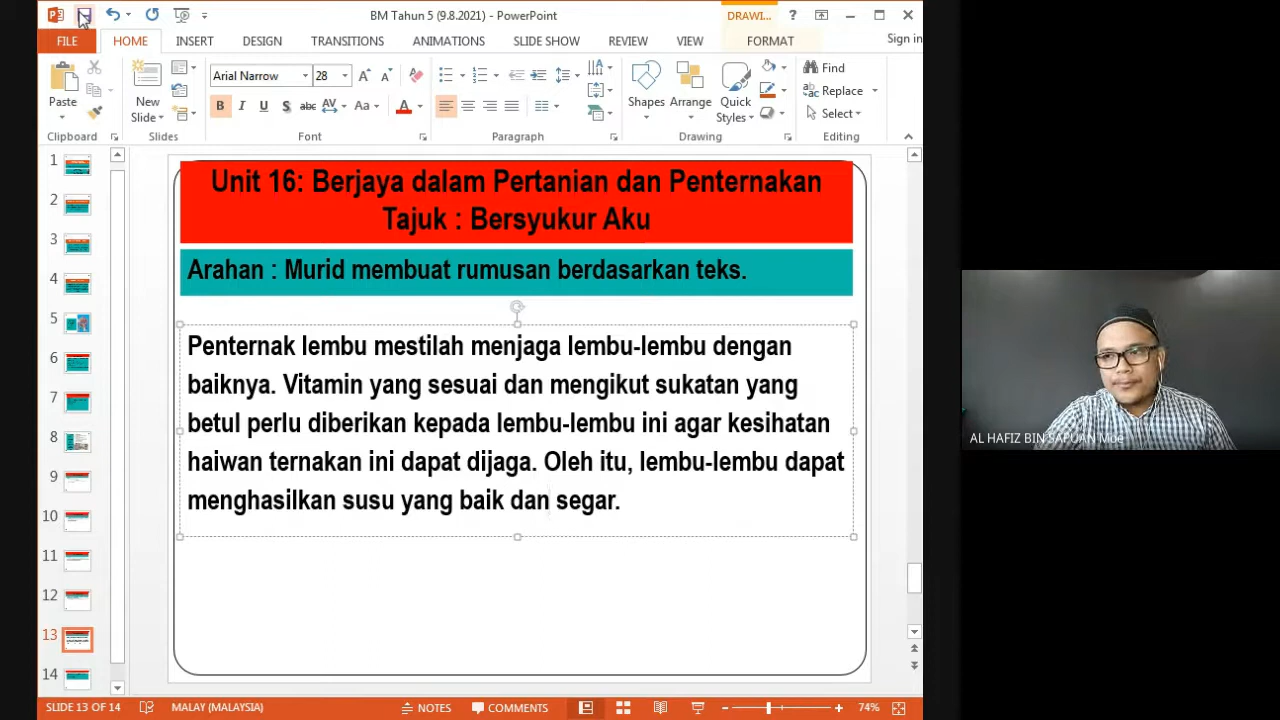 BM Tahun 5 (9.8.2021) - PowerPoint
DRAWI...
?
FILE
HOME
INSERT
DESIGN
TRANSITIONS
ANIMATIONS
SLIDE SHOW
REVIEW
VIEW
FORMAT
Sign in
Paste
New
Slide
Arial Narrow
28
B I U S abc AV Aa A
Shapes
Arrange
Quick
Styles
Find
Replace
Select
Clipboard
Slides
Font
Paragraph
Drawing
Editing
1
2
3
4
5
6
7
8
9
10
11
12
13
14
Unit 16: Berjaya dalam Pertanian dan Penternakan
Tajuk : Bersyukur Aku
Arahan : Murid membuat rumusan berdasarkan teks.
Penternak lembu mestilah menjaga lembu-lembu dengan
baiknya. Vitamin yang sesuai dan mengikut sukatan yang
betul perlu diberikan kepada lembu-lembu ini agar kesihatan
haiwan ternakan ini dapat dijaga. Oleh itu, lembu-lembu dapat
menghasilkan susu yang baik dan segar.
AL HAFIZ BIN SAPUAN Moe
SLIDE 13 OF 14
MALAY (MALAYSIA)
NOTES
COMMENTS
74%